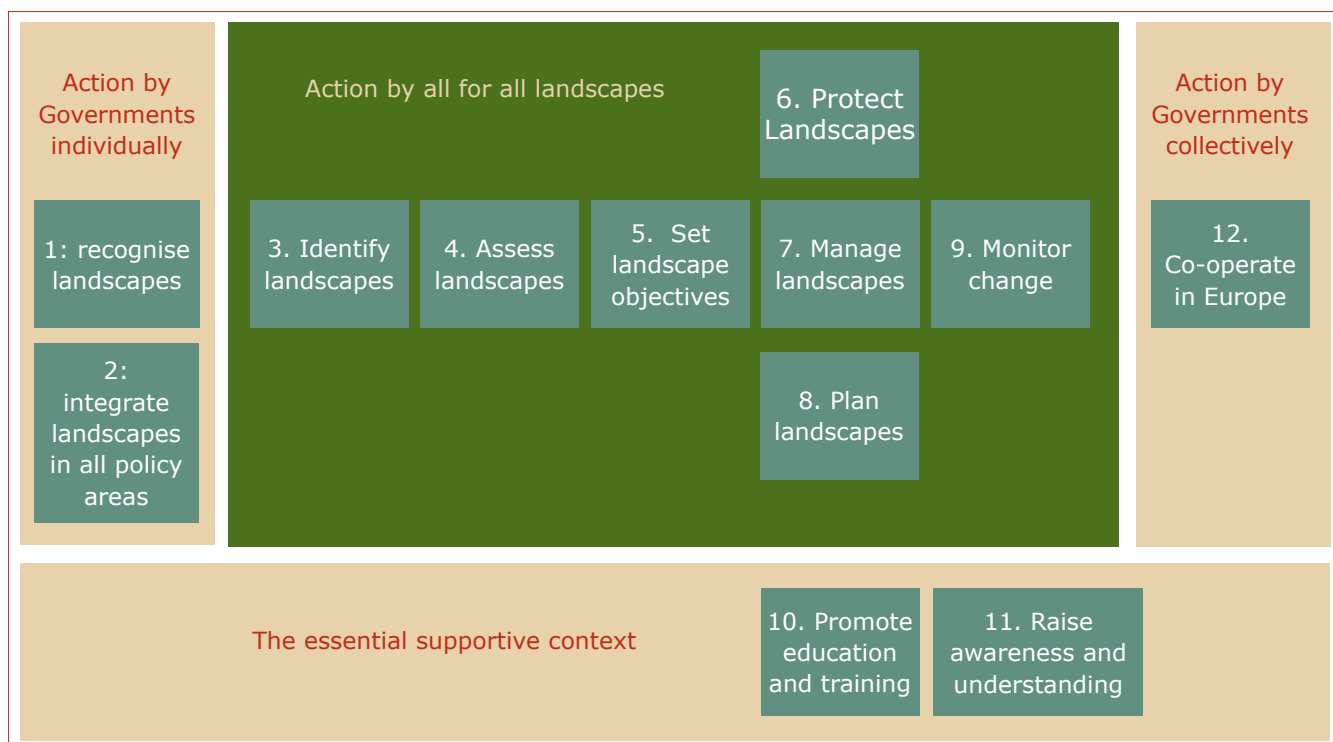 Action by
Governments
individually
1: recognise
landscapes
2:
integrate
landscapes
in all policy
areas
Action by all for all landscapes
3. Identify
landscapes
4. Assess
landscapes
5.  Set
landscape
objectives
6. Protect
Landscapes
7. Manage
landscapes
8. Plan
landscapes
9. Monitor
change
Action by
Governments
collectively
12.
Co-operate
in Europe
The essential supportive context
10. Promote
education
and training
11. Raise
awareness and
understanding